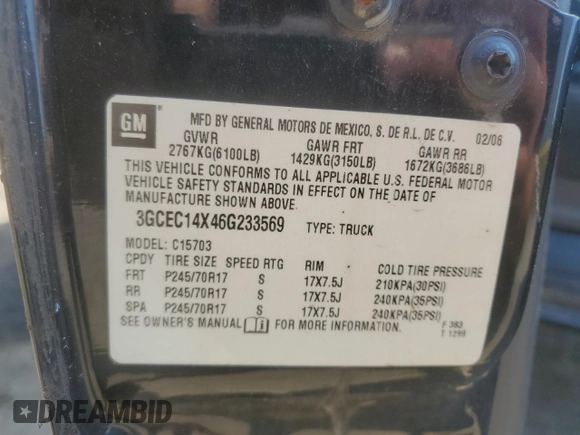 GM
MFD BY GENERAL MOTORS DE MEXICO, S. DE R.L. DE C.V. 02/06
GVWR GAWR FRT GAWR RR
2767KG(6100LB) 1429KG(3150LB) 1672KG(3686LB)
THIS VEHICLE CONFORMS TO ALL APPLICABLE U.S. FEDERAL MOTOR
VEHICLE SAFETY STANDARDS IN EFFECT ON THE DATE OF
MANUFACTURE SHOWN ABOVE.
3GCEC14X46G233569 TYPE: TRUCK
MODEL: C15703
CPDY TIRE SIZE SPEED RTG RIM COLD TIRE PRESSURE
FRT P245/70R17 S 17X7.5J 210KPA(30PSI)
RR P245/70R17 S 17X7.5J 240KPA(35PSI)
SPA P245/70R17 S 17X7.5J 240KPA(35PSI)
SEE OWNER'S MANUAL FOR MORE INFORMATION.
F 363
T 1299
DREAMBID